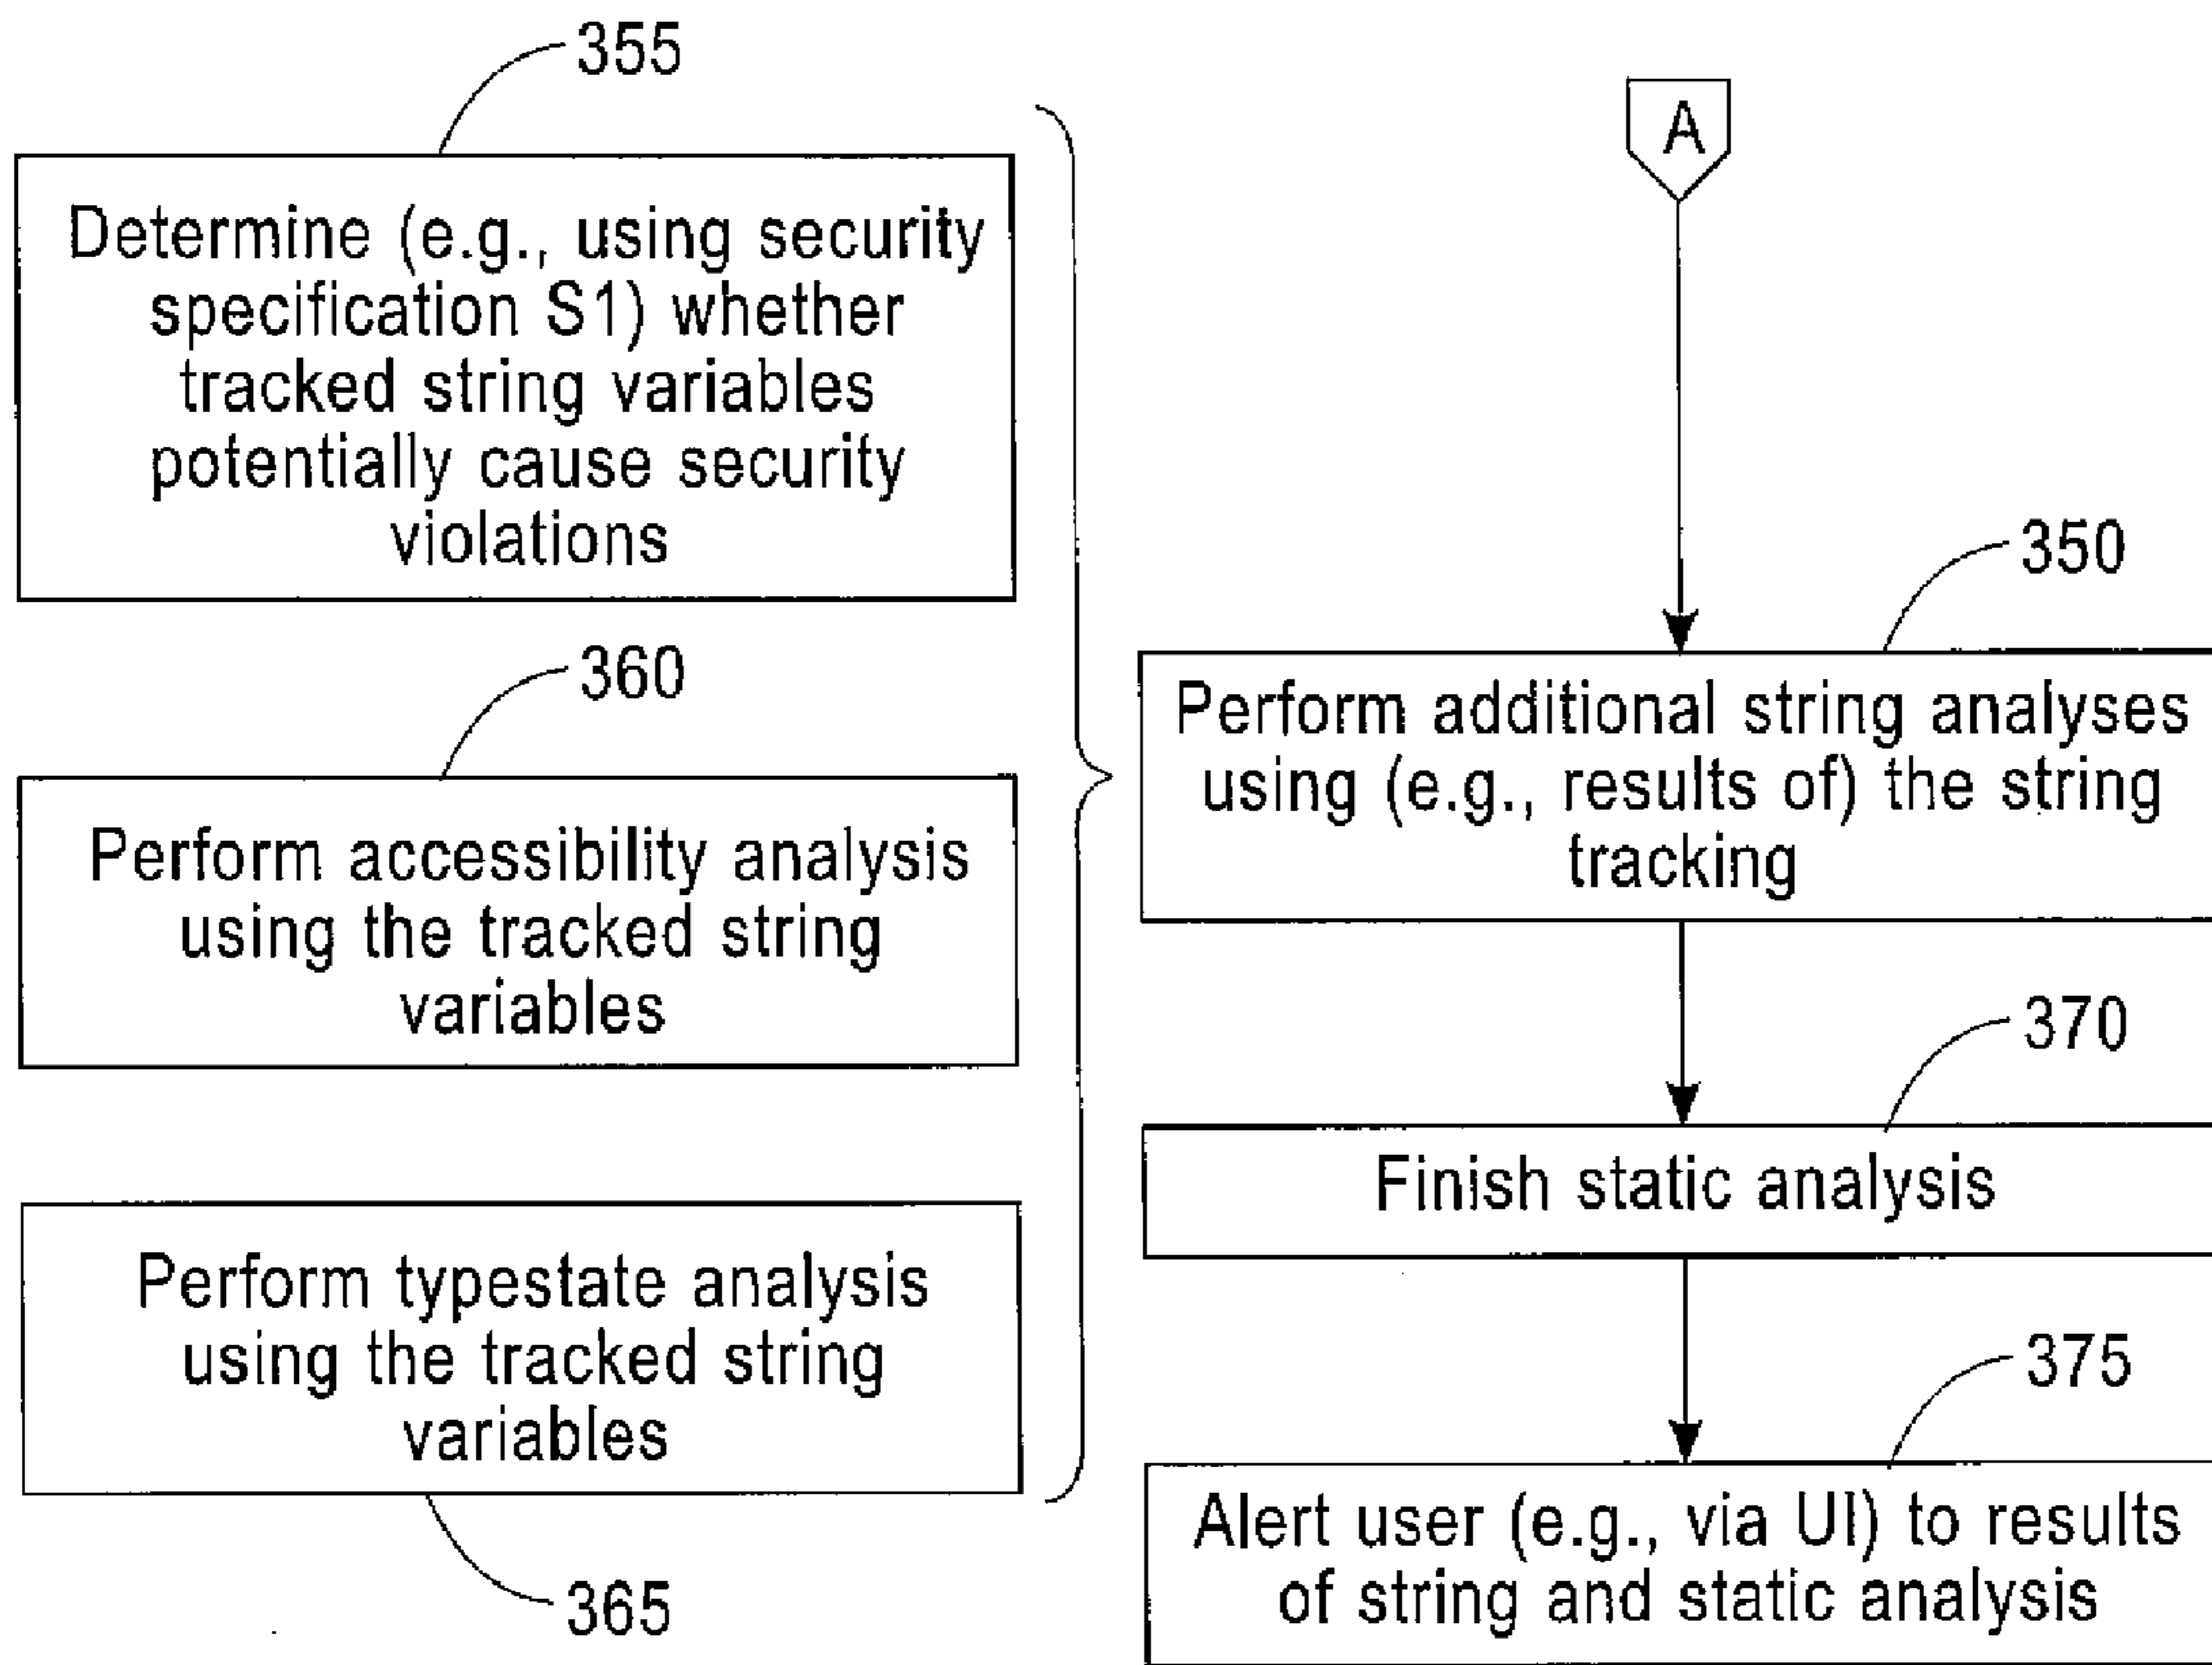 355
Determine (e.g., using security
specification S1) whether
tracked string variables
potentially cause security
violations
360
Perform accessibility analysis
using the tracked string
variables
Perform typestate analysis
using the tracked string
variables
365
A
350
Perform additional string analyses
using (e.g., results of) the string
tracking
370
Finish static analysis
375
Alert user (e.g., via UI) to results
of string and static analysis